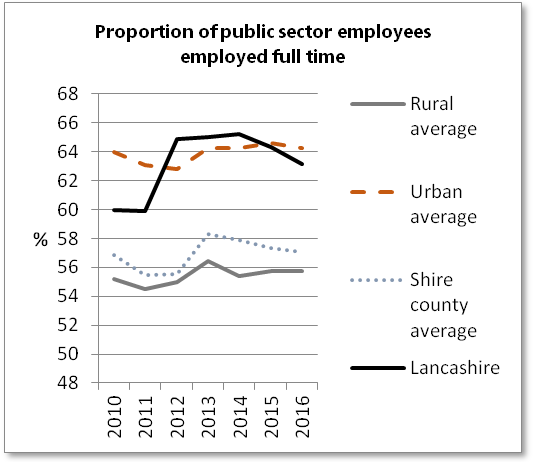 Proportion of public sector employees
employed full time
68
66
64
62
60
58
56
54
52
50
48
%
2010
2011
2012
2013
2014
2015
2016
Rural
average
Urban
average
Shire
county
average
Lancashire